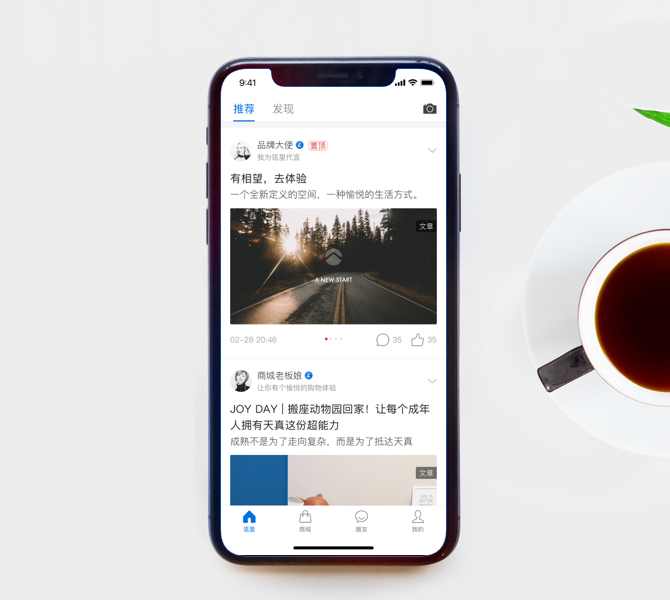 9:41
推荐 发现
品牌大使 置顶
我为瓴里代言
有相望，去体验
一个全新定义的空间，一种愉悦的生活方式。
文章
A NEW START
02-28 20:46 35 35
商城老板娘
让你有个愉悦的购物体验
JOY DAY | 搬座动物园回家！让每个成年
人拥有天真这份超能力
成熟不是为了走向复杂，而是为了抵达天真
文章
瓴里 商城 朋友 我的